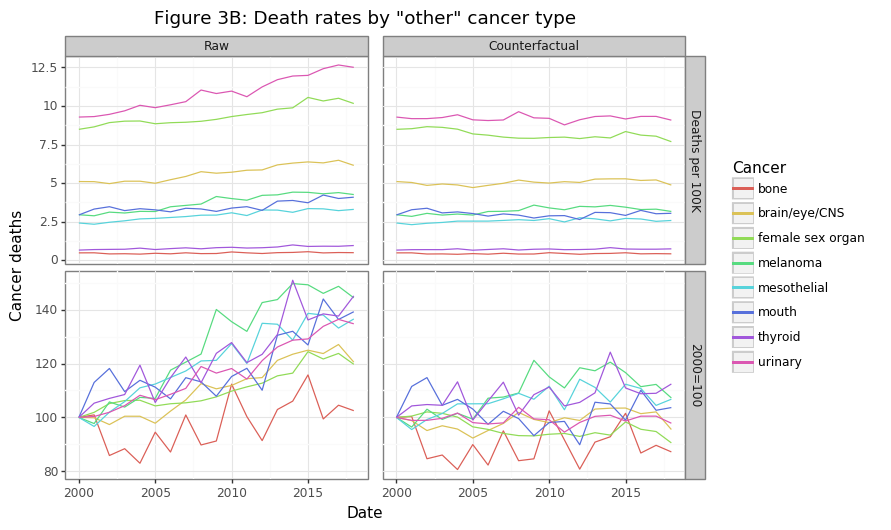 Figure 3B: Death rates by "other" cancer type
Raw
Counterfactual
12.5
10
7.5
5
2.5
0
Deaths per 100K
140
120
100
80
2000=100
2000
2005
2010
2015
2000
2005
2010
2015
Cancer deaths
Date
Cancer
bone
brain/eye/CNS
female sex organ
melanoma
mesothelial
mouth
thyroid
urinary